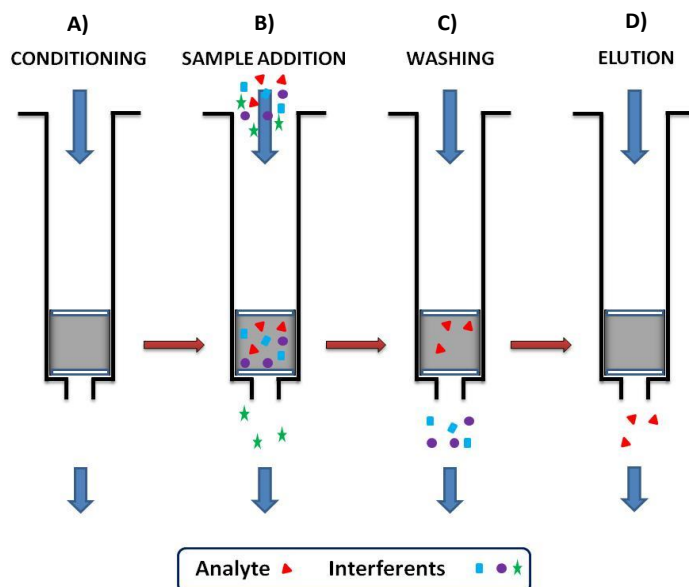 A) B) C) D)
CONDITIONING SAMPLE ADDITION WASHING ELUTION
Analyte Interferents